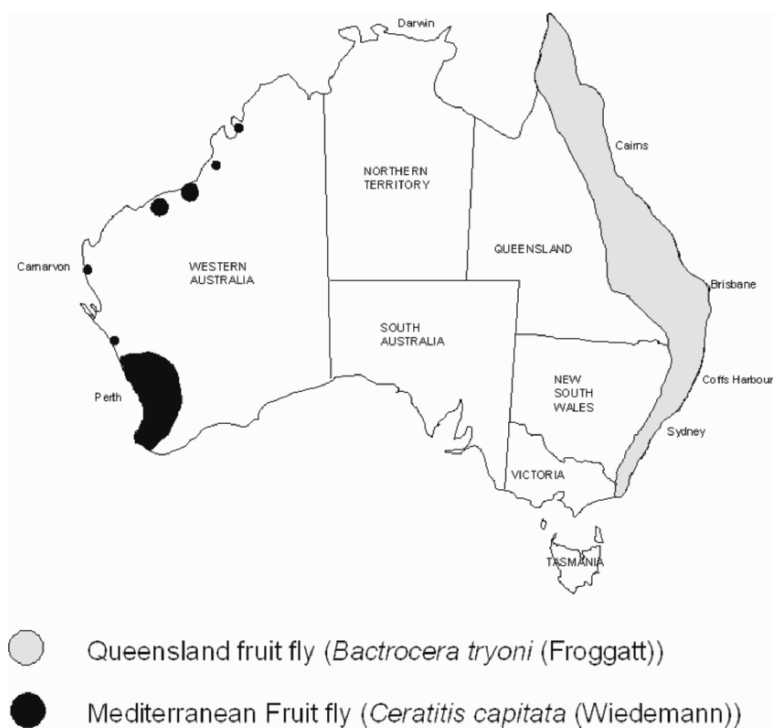 Darwin
Cairns
NORTHERN
TERRITORY
QUEENSLAND
Carnarvon
WESTERN
AUSTRALIA
Brisbane
SOUTH
AUSTRALIA
Coffs Harbour
NEW
SOUTH
WALES
Perth
Sydney
VICTORIA
TASMANIA
Queensland fruit fly (Bactrocera tryoni (Froggatt))
Mediterranean Fruit fly (Ceratitis capitata (Wiedemann))